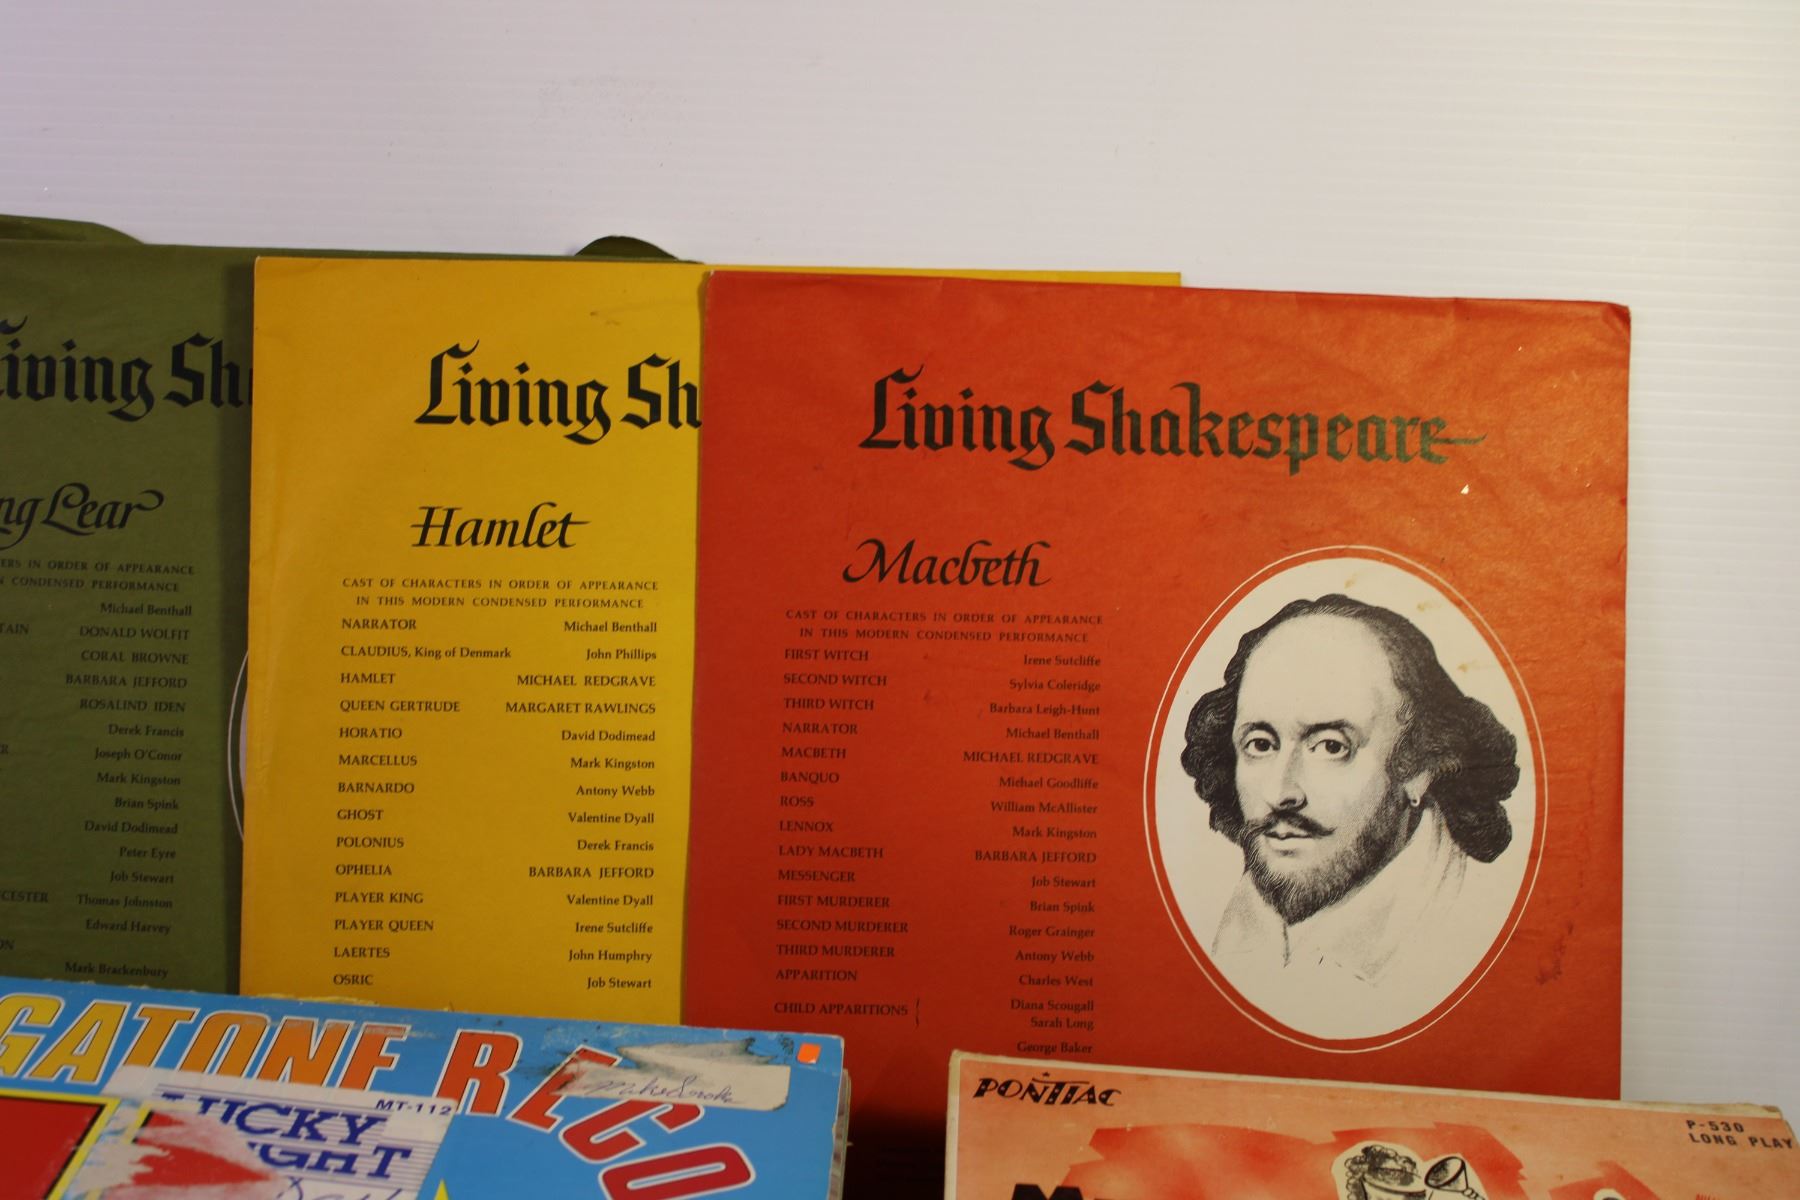 iving Sh
ng Lear
ERS IN ORDER OF APPEARANCE
CONDENSED PERFORMANCE
Michael Benthall
TAIN DONALD WOLFIT
CORAL BROWNE
BARBARA JEFFORD
ROSALIND IDEN
Derek Francis
R Joseph O'Conor
Mark Kingston
Brian Spink
David Dodimead
Peter Eyre
Job Stewart
CESTER Thomas Johnston
Edward Harvey
ON
Mark Brackenbury
Living Sh
Hamlet
CAST OF CHARACTERS IN ORDER OF APPEARANCE
IN THIS MODERN CONDENSED PERFORMANCE
NARRATOR Michael Benthall
CLAUDIUS, King of Denmark John Phillips
HAMLET MICHAEL REDGRAVE
QUEEN GERTRUDE MARGARET RAWLINGS
HORATIO David Dodimead
MARCELLUS Mark Kingston
BARNARDO Antony Webb
GHOST Valentine Dyall
POLONIUS Derek Francis
OPHELIA BARBARA JEFFORD
PLAYER KING Valentine Dyall
PLAYER QUEEN Irene Sutcliffe
LAERTES John Humphry
OSRIC Job Stewart
Living Shakespeare
Macbeth
CAST OF CHARACTERS IN ORDER OF APPEARANCE
IN THIS MODERN CONDENSED PERFORMANCE
FIRST WITCH Irene Sutcliffe
SECOND WITCH Sylvia Coleridge
THIRD WITCH Barbara Leigh-Hunt
NARRATOR Michael Benthall
MACBETH MICHAEL REDGRAVE
BANQUO Michael Goodliffe
ROSS William McAllister
LENNOX Mark Kingston
LADY MACBETH BARBARA JEFFORD
MESSENGER Job Stewart
FIRST MURDERER Brian Spink
SECOND MURDERER Roger Grainger
THIRD MURDERER Antony Webb
APPARITION Charles West
CHILD APPARITIONS { Diana Scougall
Sarah Long
George Baker
GATONE RECO
MT-112
LUCKY
GHT
PONTIAC
P-530
LONG PLAY